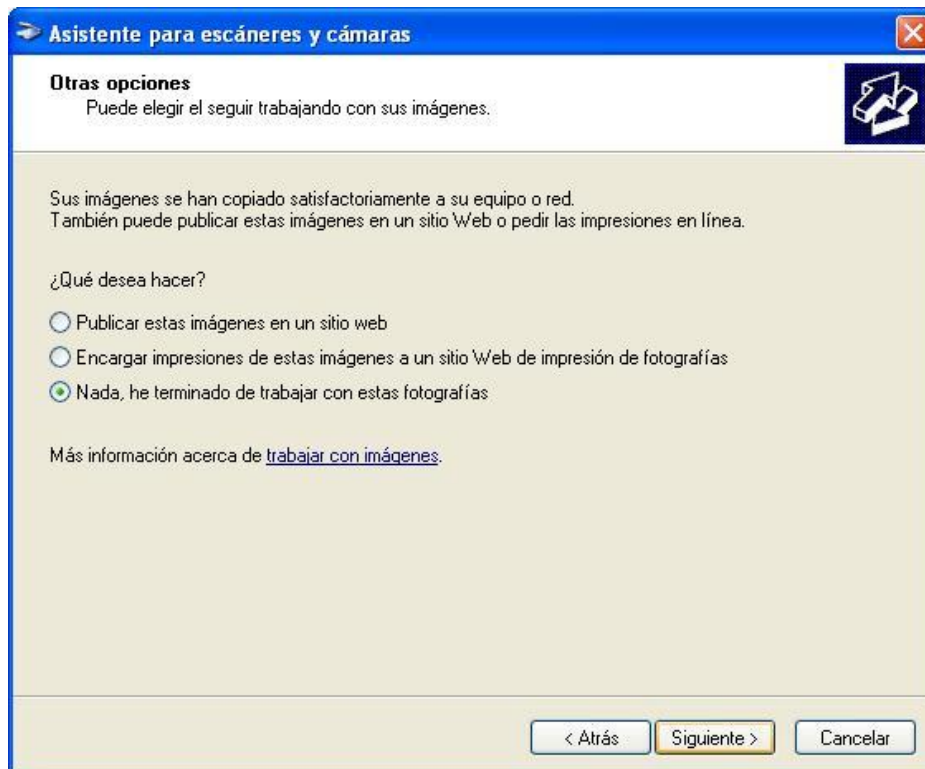 Asistente para escáneres y cámaras
Otras opciones
Puede elegir el seguir trabajando con sus imágenes.
Sus imágenes se han copiado satisfactoriamente a su equipo o red.
También puede publicar estas imágenes en un sitio Web o pedir las impresiones en línea.
¿Qué desea hacer?
Publicar estas imágenes en un sitio web
Encargar impresiones de estas imágenes a un sitio Web de impresión de fotografías
Nada, he terminado de trabajar con estas fotografías
Más información acerca de trabajar con imágenes.
< Atrás Siguiente > Cancelar